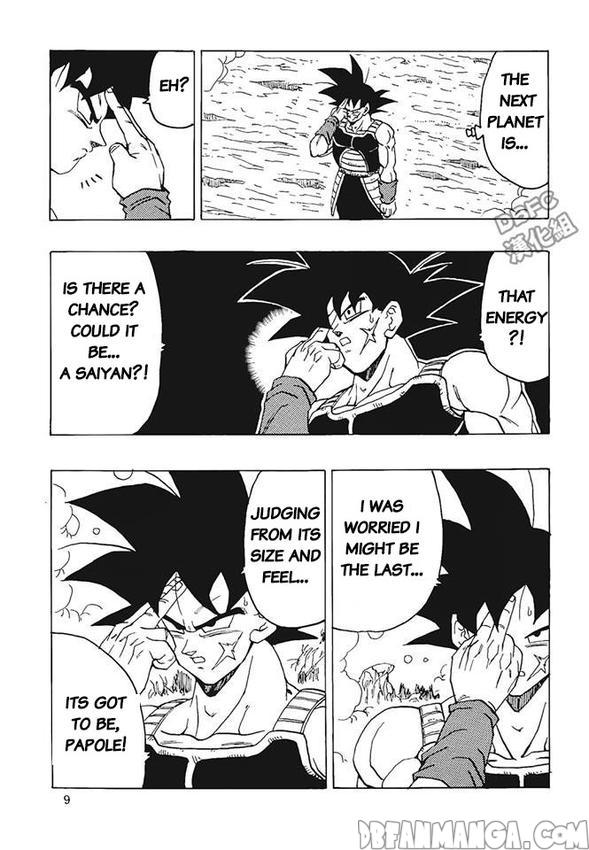 THE
NEXT
PLANET
IS...
EH?
DBFC
漢化組
THAT
ENERGY
?!
IS THERE A
CHANCE?
COULD IT
BE...
A SAIYAN?!
I WAS
WORRIED I
MIGHT BE
THE LAST...
JUDGING
FROM ITS
SIZE AND
FEEL...
ITS GOT
TO BE,
PAPOLE!
9
DBFANMANGA.COM